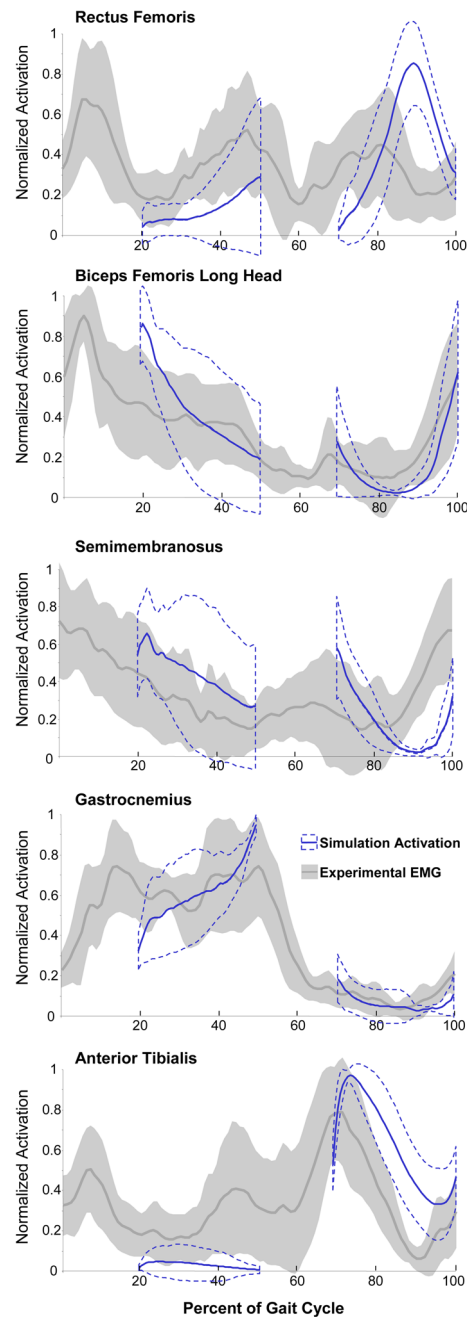 Rectus Femoris
Normalized Activation
1
0.8
0.6
0.4
0.2
0
20 40 60 80 100
Biceps Femoris Long Head
Normalized Activation
1
0.8
0.6
0.4
0.2
0
20 40 60 80 100
Semimembranosus
Normalized Activation
1
0.8
0.6
0.4
0.2
0
20 40 60 80 100
Gastrocnemius
Normalized Activation
1
0.8
0.6
0.4
0.2
0
Simulation Activation
Experimental EMG
20 40 60 80 100
Anterior Tibialis
Normalized Activation
1
0.8
0.6
0.4
0.2
0
20 40 60 80 100
Percent of Gait Cycle